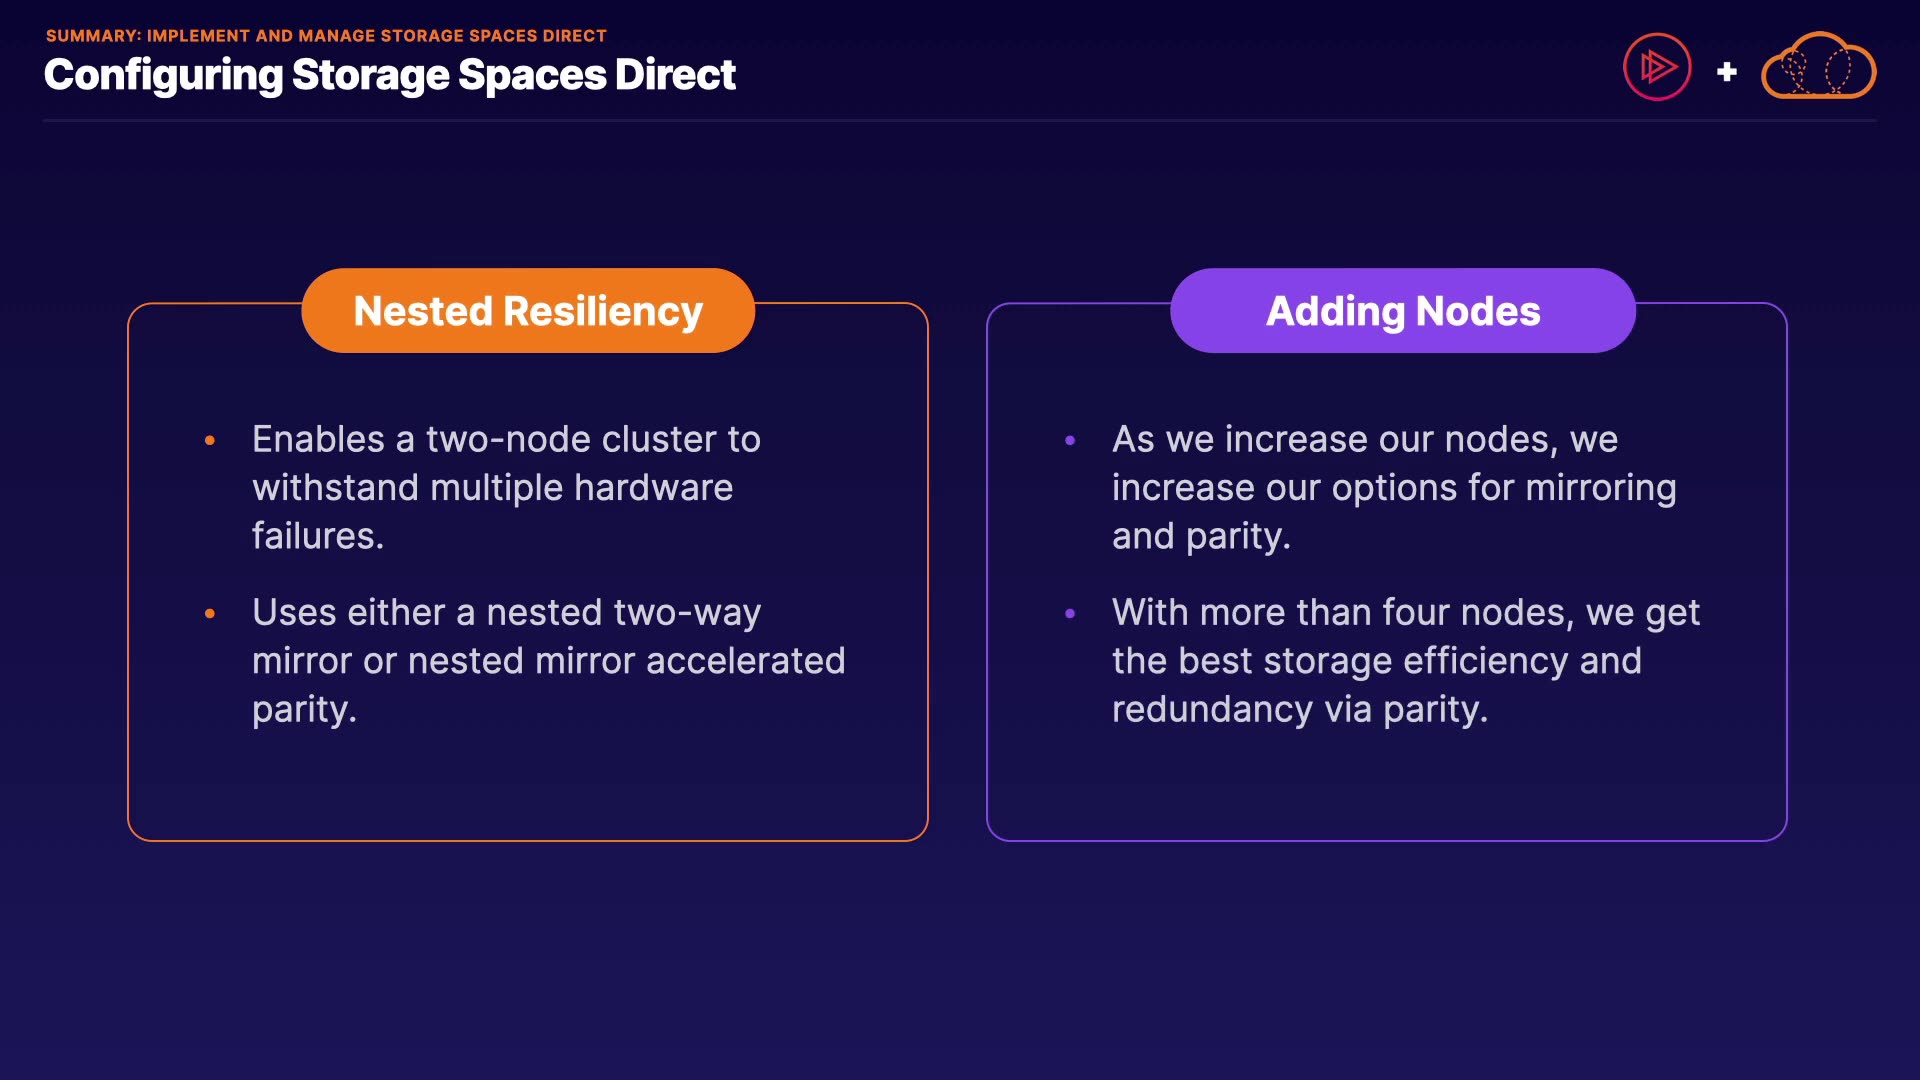 SUMMARY: IMPLEMENT AND MANAGE STORAGE SPACES DIRECT
Configuring Storage Spaces Direct
+
Nested Resiliency
• Enables a two-node cluster to
withstand multiple hardware
failures.
• Uses either a nested two-way
mirror or nested mirror accelerated
parity.
Adding Nodes
• As we increase our nodes, we
increase our options for mirroring
and parity.
• With more than four nodes, we get
the best storage efficiency and
redundancy via parity.